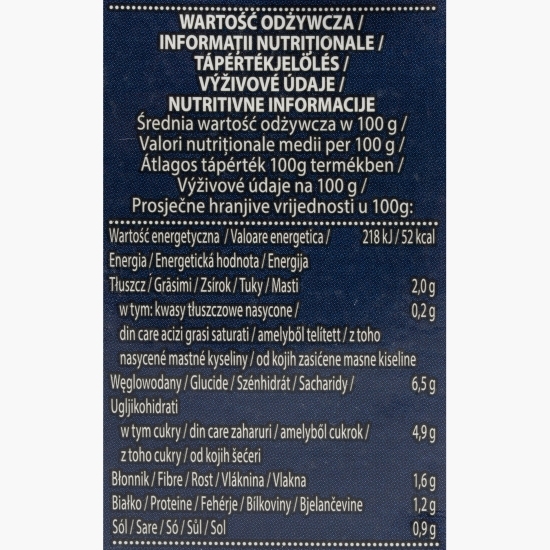 WARTOŚĆ ODŻYWCZA /
INFORMAȚII NUTRIȚIONALE /
TÁPÉRTÉKJELÖLÉS /
VÝŽIVOVÉ ÚDAJE /
NUTRITIVNE INFORMACIJE
Średnia wartość odżywcza w 100 g /
Valori nutriționale medii per 100 g /
Átlagos tápérték 100g termékben /
Výživové údaje na 100 g /
Prosječne hranjive vrijednosti u 100g:
Wartość energetyczna / Valoare energetica / 218 kJ / 52 kcal
Energia / Energetická hodnota / Energija
Tłuszcz / Grăsimi / Zsírok / Tuky / Masti 2,0 g
w tym: kwasy tłuszczowe nasycone / 0,2 g
din care acizi grasi saturati / amelyből telített / z toho
nasycené mastné kyseliny / od kojih zasićene masne kiseline
Węglowodany / Glucide / Szénhidrát / Sacharidy / 6,5 g
Ugljikohidrati
w tym cukry / din care zaharuri / amelyből cukrok / 4,9 g
z toho cukry / od kojih šećeri
Błonnik / Fibre / Rost / Vláknina / Vlakna 1,6 g
Białko / Proteine / Fehérje / Bílkoviny / Bjelančevine 1,2 g
Sól / Sare / Só / Sůl / Sol 0,9 g